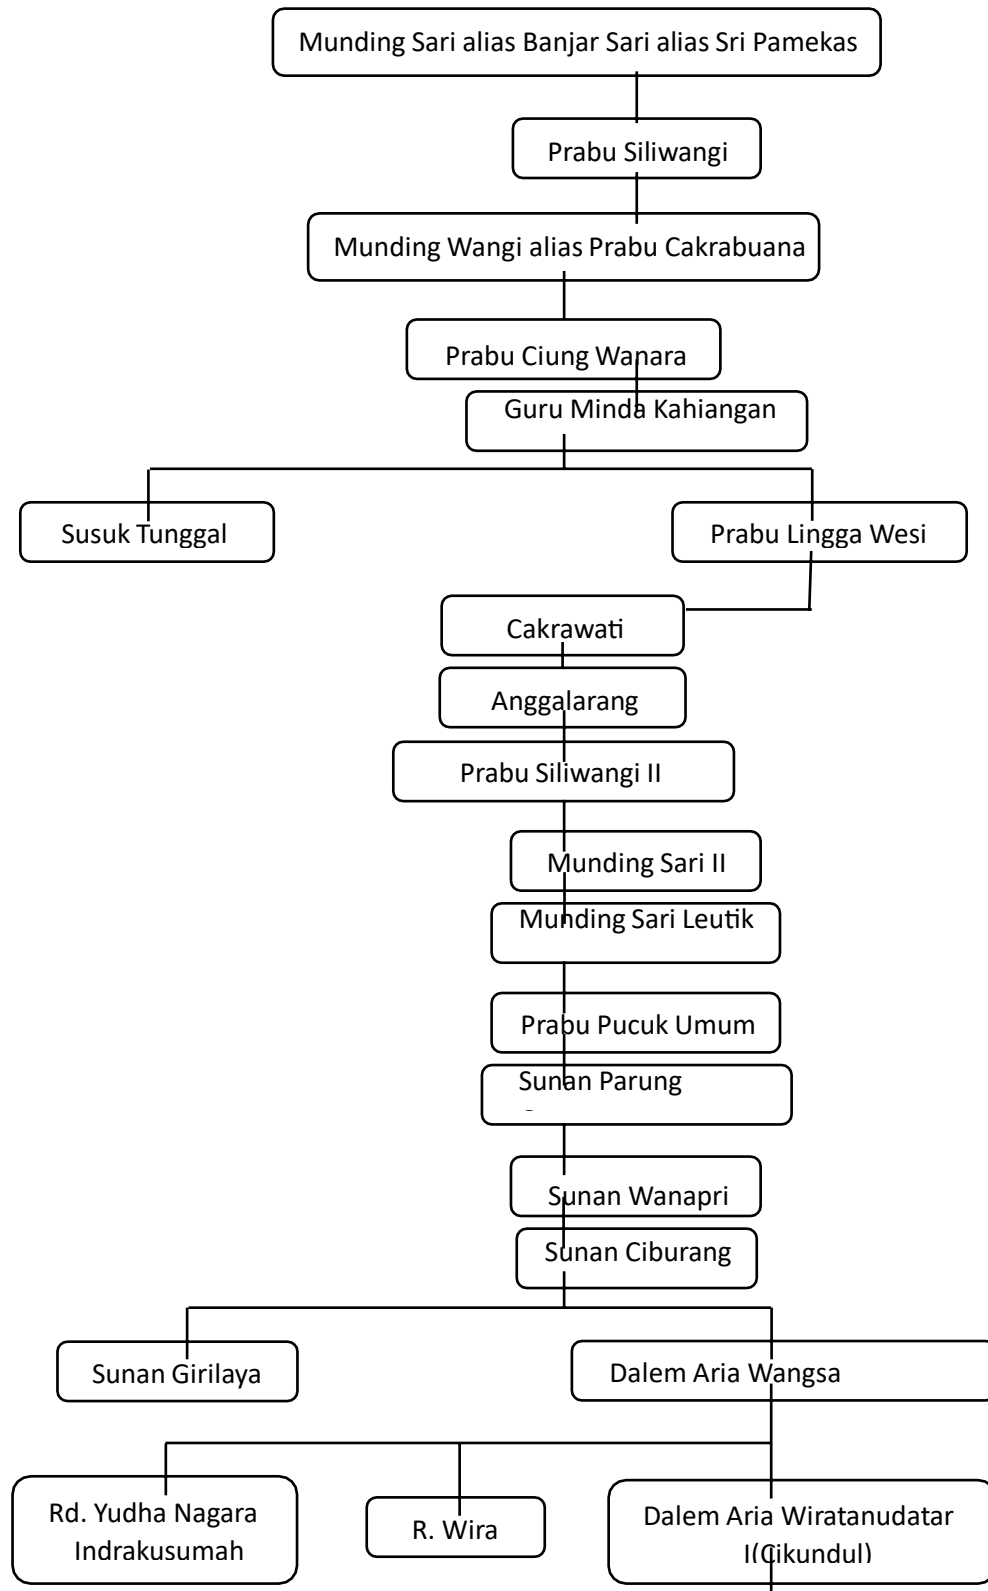 Munding Sari alias Banjar Sari alias Sri Pamekas
Prabu Siliwangi
Munding Wangi alias Prabu Cakrabuana
Prabu Ciung Wanara
Guru Minda Kahiangan
Susuk Tunggal
Prabu Lingga Wesi
Cakrawati
Anggalarang
Prabu Siliwangi II
Munding Sari II
Munding Sari Leutik
Prabu Pucuk Umum
Sunan Parung
Sunan Wanapri
Sunan Ciburang
Sunan Girilaya
Dalem Aria Wangsa
Rd. Yudha Nagara
Indrakusumah
R. Wira
Dalem Aria Wiratanudatar
I(Cikundul)